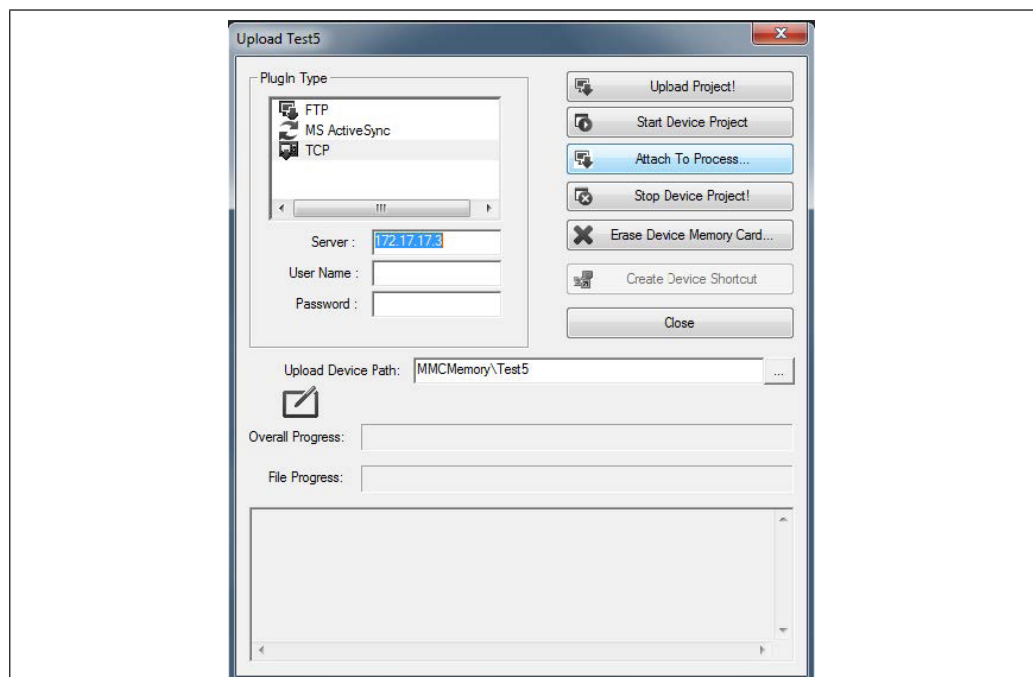 Upload Test5
PlugIn Type
FTP
MS ActiveSync
TCP
Server :
172.17.17.3
User Name :
Password :
Upload Project!
Start Device Project
Attach To Process...
Stop Device Project!
Erase Device Memory Card...
Create Device Shortcut
Close
Upload Device Path:
MMCMemory\Test5
...
Overall Progress:
File Progress: